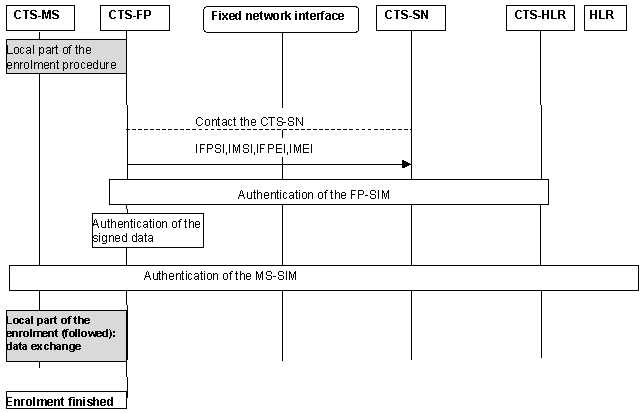 CTS-MS
CTS-FP
Fixed network interface
CTS-SN
CTS-HLR
HLR
Local part of the
enrolment procedure
Contact the CTS-SN
IFPSI,IMSI,IFPEI,IMEI
Authentication of the FP-SIM
Authentication of the
signed data
Authentication of the MS-SIM
Local part of the
enrolment (followed):
data exchange
Enrolment finished